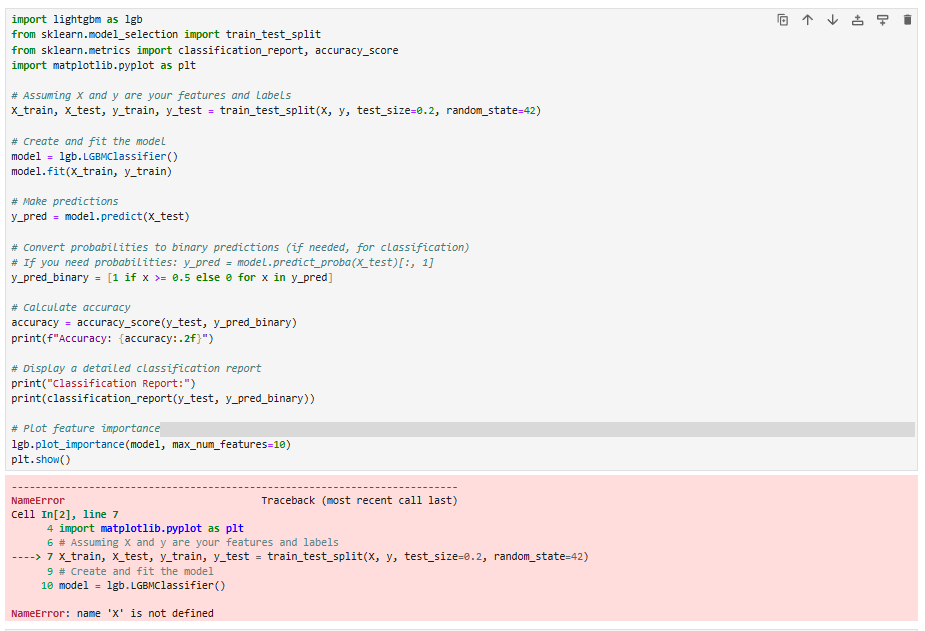 import lightgbm as lgb
from sklearn.model_selection import train_test_split
from sklearn.metrics import classification_report, accuracy_score
import matplotlib.pyplot as plt
# Assuming X and y are your features and labels
X_train, X_test, y_train, y_test = train_test_split(X, y, test_size=0.2, random_state=42)
# Create and fit the model
model = lgb.LGBMClassifier()
model.fit(X_train, y_train)
# Make predictions
y_pred = model.predict(X_test)
# Convert probabilities to binary predictions (if needed, for classification)
# If you need probabilities: y_pred = model.predict_proba(X_test)[:, 1]
y_pred_binary = [1 if x >= 0.5 else 0 for x in y_pred]
# Calculate accuracy
accuracy = accuracy_score(y_test, y_pred_binary)
print(f"Accuracy: {accuracy:.2f}")
# Display a detailed classification report
print("Classification Report:")
print(classification_report(y_test, y_pred_binary))
# Plot feature importance
lgb.plot_importance(model, max_num_features=10)
plt.show()
---------------------------------------------------------------------------
NameError                                 Traceback (most recent call last)
Cell In[2], line 7
      4 import matplotlib.pyplot as plt
      6 # Assuming X and y are your features and labels
----> 7 X_train, X_test, y_train, y_test = train_test_split(X, y, test_size=0.2, random_state=42)
      9 # Create and fit the model
     10 model = lgb.LGBMClassifier()
NameError: name 'X' is not defined